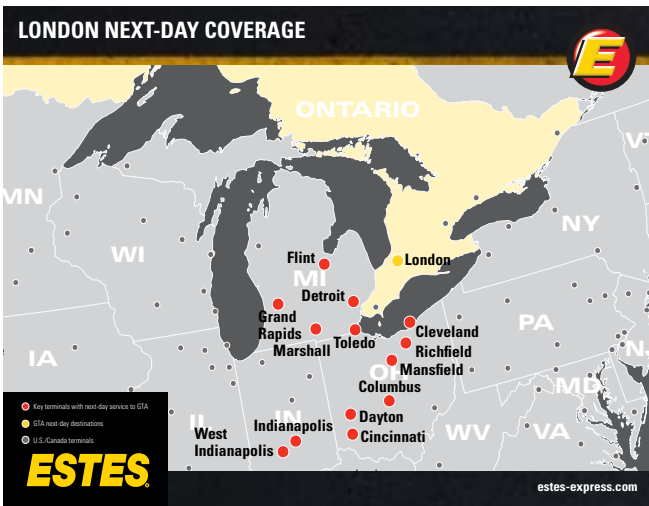 LONDON NEXT-DAY COVERAGE
E
ONTARIO
VT
MN
NY
WI
Flint
London
MI
Detroit
Grand
Rapids
Cleveland
PA
Toledo
Marshall
Richfield
IA
NJ
Mansfield
OH
MD
Columbus
Key terminals with next-day service to GTA
GTA next-day destinations
U.S./Canada terminals
IL
IN
Dayton
Indianapolis
West
Indianapolis
Cincinnati
WV
VA
ESTES
estes-express.com